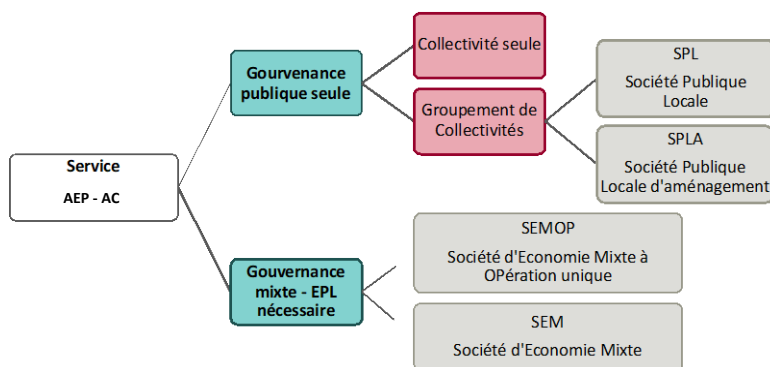 Service
AEP - AC
Gourvenance
publique seule
Collectivité seule
Groupement de
Collectivités
SPL
Société Publique
Locale
SPLA
Société Publique
Locale d'aménagement
Gouvernance
mixte - EPL
nécessaire
SEMOP
Société d'Economie Mixte à
OPération unique
SEM
Société d'Economie Mixte